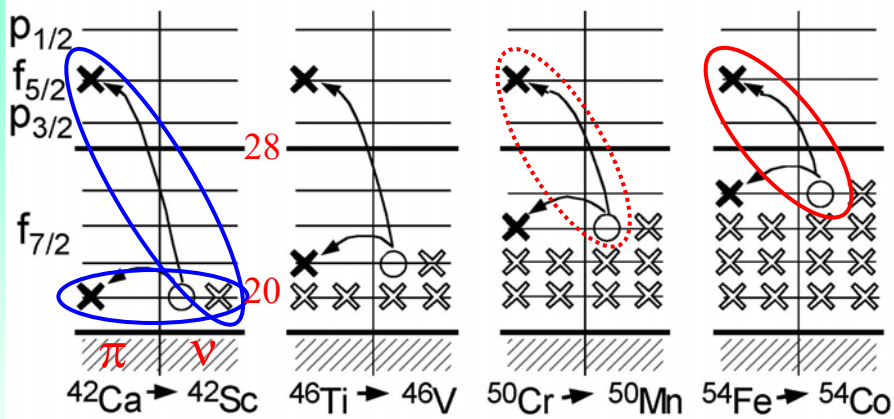 p1/2
f5/2
p3/2
28
f7/2
20
π ν
42Ca → 42Sc 46Ti → 46V 50Cr → 50Mn 54Fe → 54Co